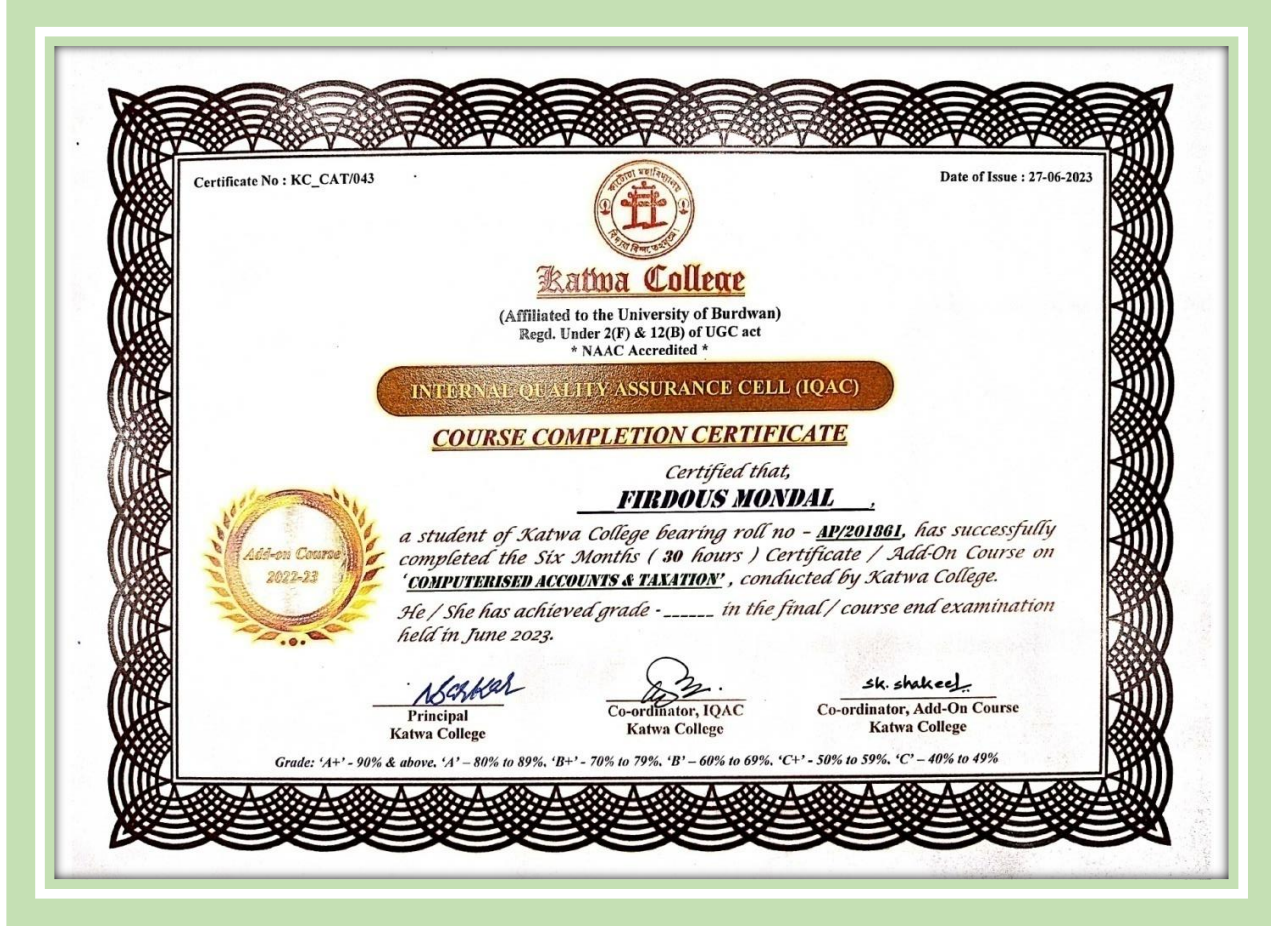 Certificate No : KC_CAT/043
Date of Issue : 27-06-2023
কাটোয়া মহাবিদ্যালয়
Katwa College
(Affiliated to the University of Burdwan)
Regd. Under 2(F) & 12(B) of UGC act
* NAAC Accredited *
INTERNAL QUALITY ASSURANCE CELL (IQAC)
COURSE COMPLETION CERTIFICATE
Certified that,
FIRDOUS MONDAL ,
a student of Katwa College bearing roll no - AP/201861, has successfully
completed the Six Months ( 30 hours ) Certificate / Add-On Course on
'COMPUTERISED ACCOUNTS & TAXATION' , conducted by Katwa College.
He / She has achieved grade -______ in the final / course end examination
held in June 2023.
Add-on Course
2022-23
Principal
Katwa College
Co-ordinator, IQAC
Katwa College
sk. shakeel
Co-ordinator, Add-On Course
Katwa College
Grade: 'A+' - 90% & above, 'A' – 80% to 89%, 'B+' - 70% to 79%, 'B' – 60% to 69%, 'C+' - 50% to 59%, 'C' – 40% to 49%